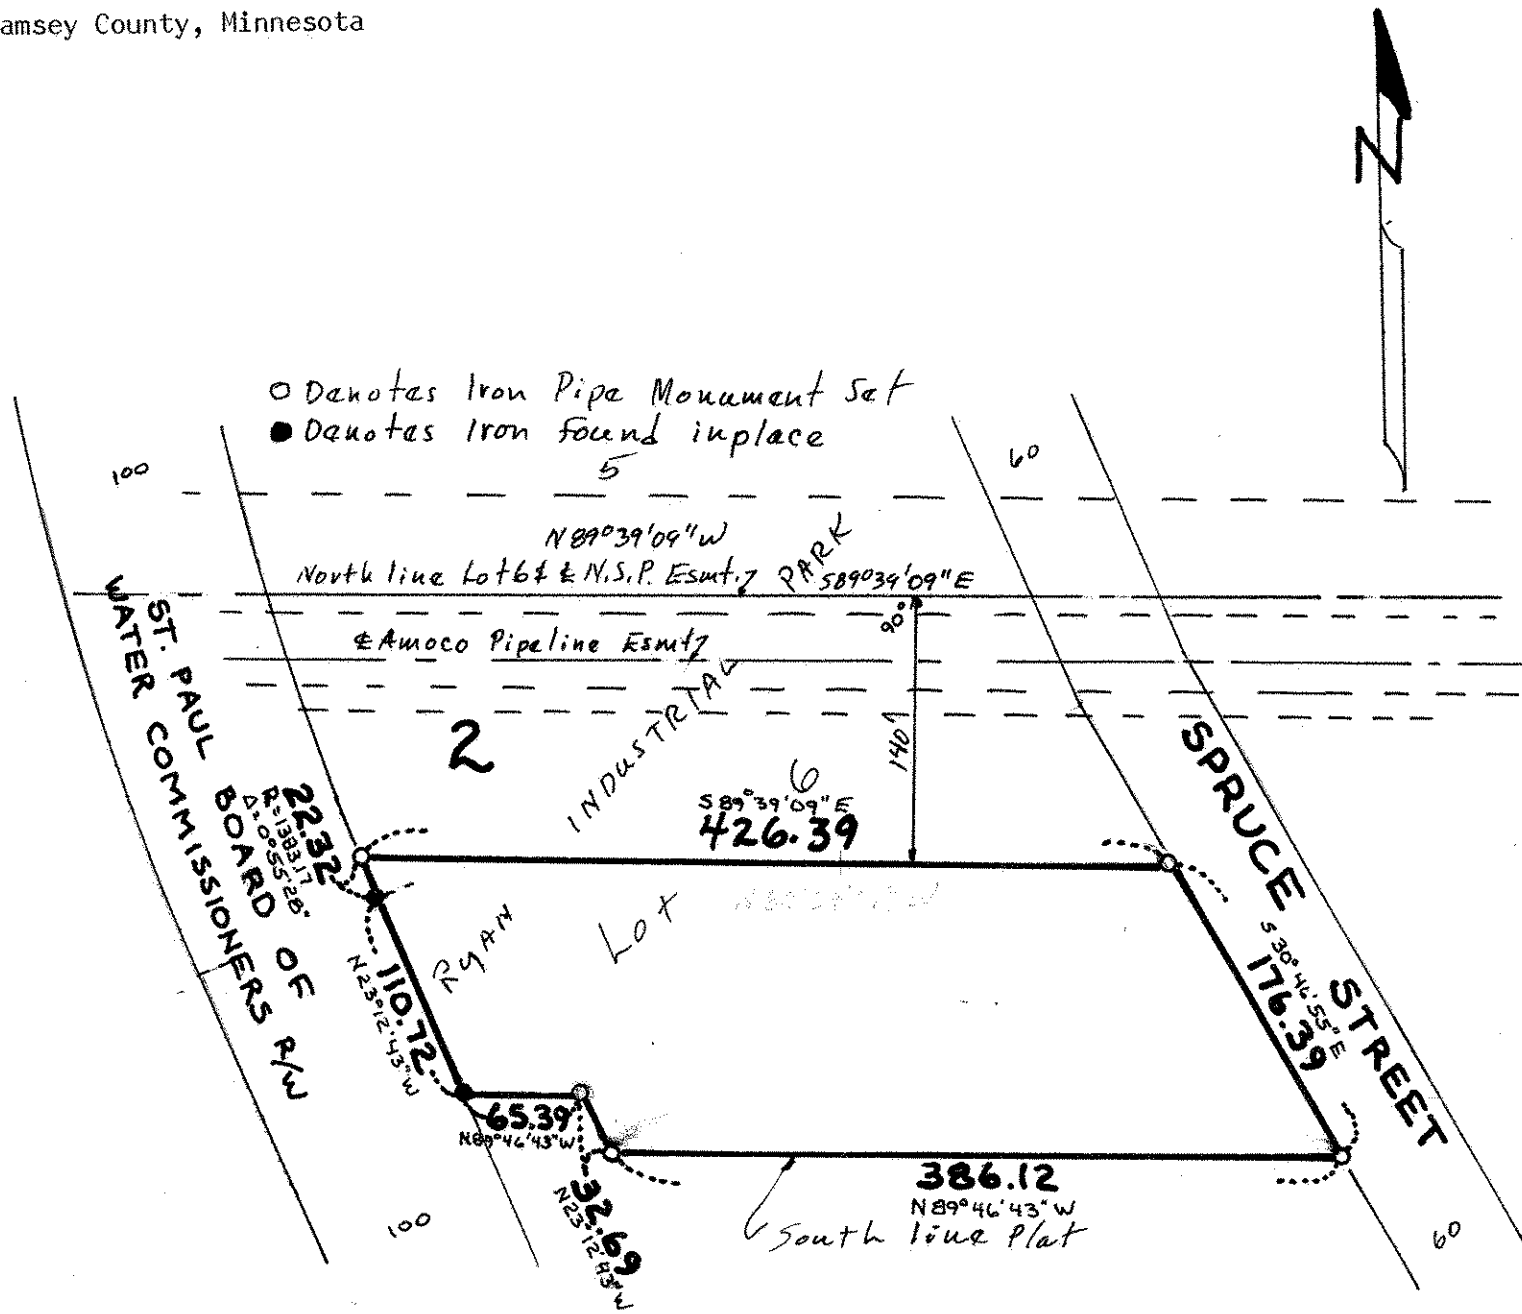 amsey County, Minnesota
N
○ Denotes Iron Pipe Monument Set
● Denotes Iron found inplace
5
100
60
N89°39'09"W
North line Lot 6 & ℄ N.S.P. Esmt.
PARK
S89°39'09"E
90°
℄ Amoco Pipeline Esmt
ST. PAUL BOARD OF
WATER COMMISSIONERS R/W
2
INDUSTRIAL
140
6
S89°39'09"E
426.39
SPRUCE STREET
22.32
R=1383.17
Δ=0°55'28"
RYAN
Lot
110.72
N23°12'43"W
S30°46'55"E
176.39
65.39
N89°46'43"W
32.69
N23°12'43"E
386.12
N89°46'43"W
South line Plat
100
60